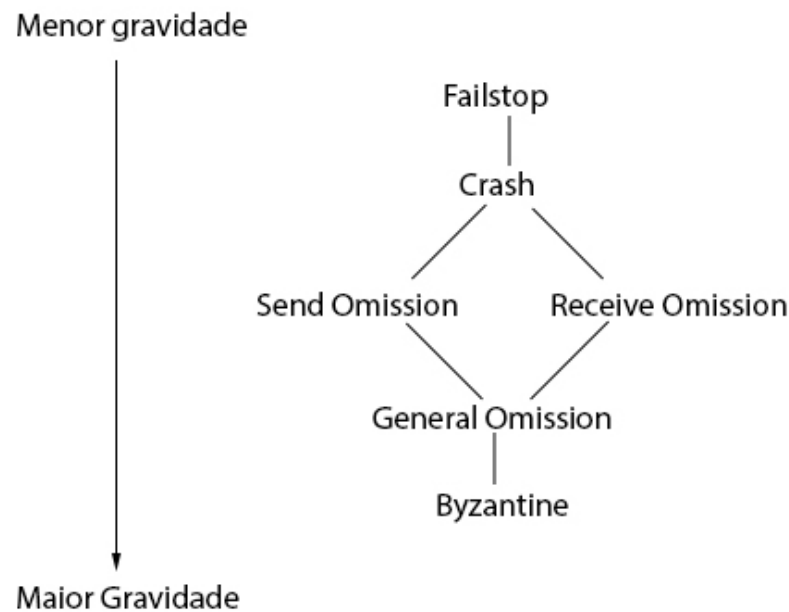 Menor gravidade
Failstop
Crash
Send Omission
Receive Omission
General Omission
Byzantine
Maior Gravidade